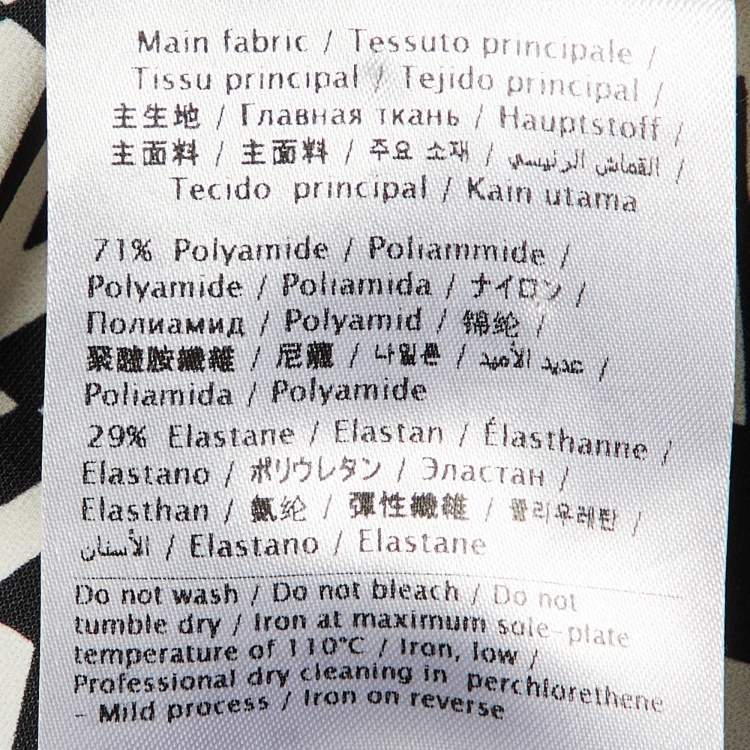 Main fabric / Tessuto principale /
Tissu principal / Tejido principal /
主生地 / Главная ткань / Hauptstoff /
主面料 / 主面料 / 주요 소재 / القماش الرئيسي /
Tecido principal / Kain utama
71% Polyamide / Poliammide /
Polyamide / Poliamida / ナイロン /
Полиамид / Polyamid / 锦纶 /
聚醯胺纖維 / 尼龍 / 나일론 / عديد الأميد /
Poliamida / Polyamide
29% Elastane / Elastan / Élasthanne /
Elastano / ポリウレタン / Эластан /
Elasthan / 氨纶 / 彈性纖維 / 폴리우레탄 /
الأستان / Elastano / Elastane
Do not wash / Do not bleach / Do not
tumble dry / Iron at maximum sole-plate
temperature of 110°C / Iron, low /
Professional dry cleaning in perchlorethene
- Mild process / Iron on reverse